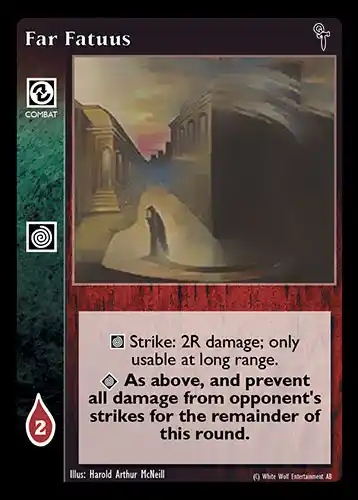 Far Fatuus
COMBAT
Strike: 2R damage; only
usable at long range.
As above, and prevent
all damage from opponent's
strikes for the remainder of
this round.
2
Illus: Harold Arthur McNeill
(C) White Wolf Entertainment AB